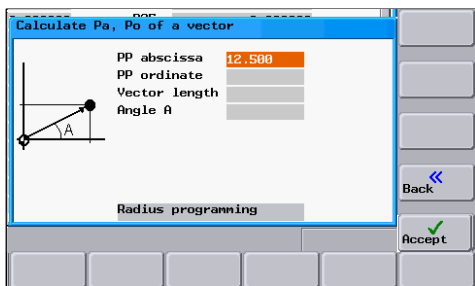 Calculate Pa, Po of a vector
PP abscissa 12.500
PP ordinate
Vector length
Angle A
A
Radius programming
Back
Accept